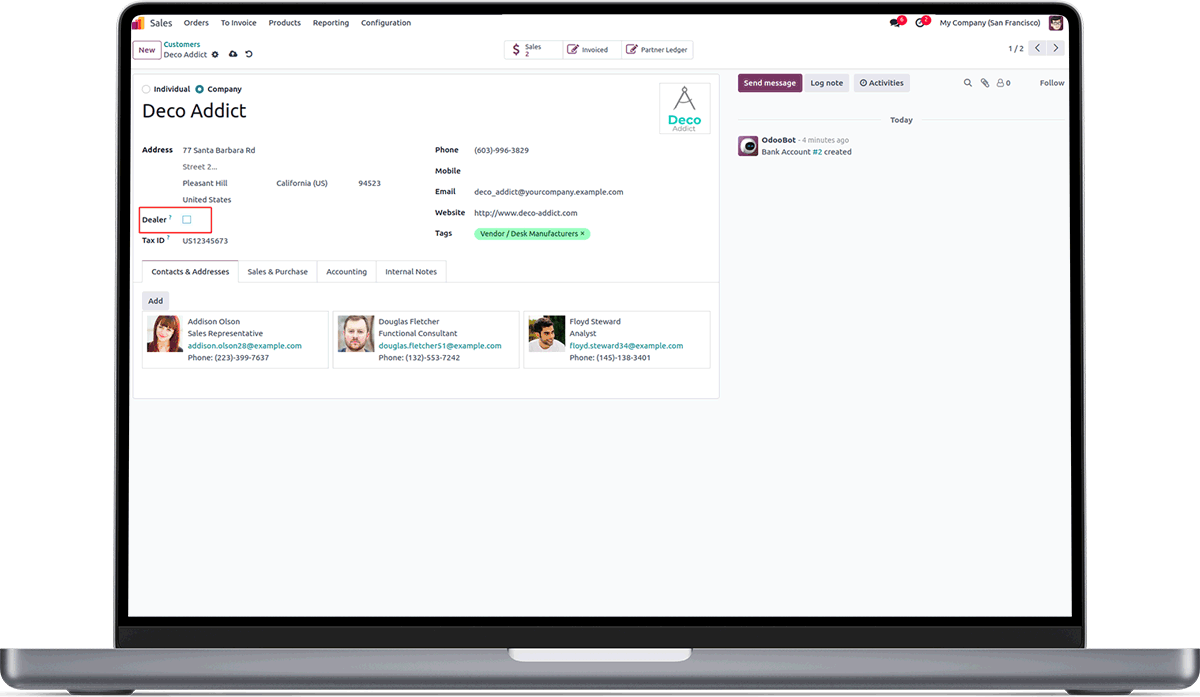 Sales Orders To Invoice Products Reporting Configuration 6 2 My Company (San Francisco)
New Customers
Deco Addict
$ Sales 2 Invoiced Partner Ledger 1 / 2
Individual Company
Deco Addict
Deco
Addict
Address 77 Santa Barbara Rd
Street 2...
Pleasant Hill California (US) 94523
United States
Dealer ?
Tax ID ? US12345673
Phone (603)-996-3829
Mobile
Email deco_addict@yourcompany.example.com
Website http://www.deco-addict.com
Tags Vendor / Desk Manufacturers ×
Contacts & Addresses Sales & Purchase Accounting Internal Notes
Add
Addison Olson
Sales Representative
addison.olson28@example.com
Phone: (223)-399-7637
Douglas Fletcher
Functional Consultant
douglas.fletcher51@example.com
Phone: (132)-553-7242
Floyd Steward
Analyst
floyd.steward34@example.com
Phone: (145)-138-3401
Send message Log note Activities 0 Follow
Today
OdooBot - 4 minutes ago
Bank Account #2 created